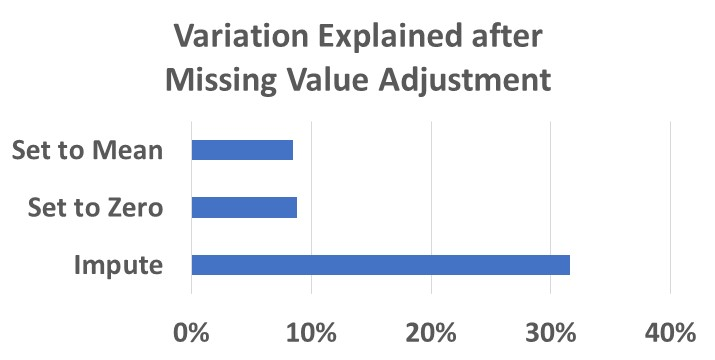 Variation Explained after
Missing Value Adjustment
Set to Mean
Set to Zero
Impute
0% 10% 20% 30% 40%